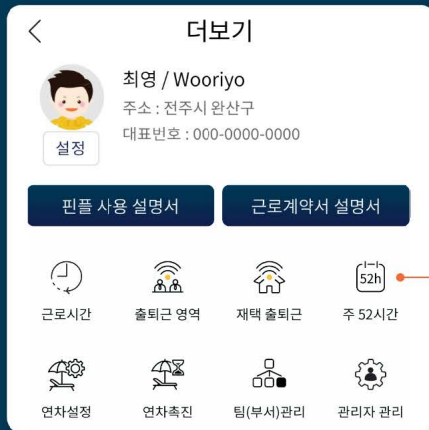 더보기
최영 / Wooriyo
주소 : 전주시 완산구
대표번호 : 000-0000-0000
설정
핀플 사용 설명서 근로계약서 설명서
52h
근로시간 출퇴근 영역 재택 출퇴근 주 52시간
연차설정 연차촉진 팀(부서)관리 관리자 관리